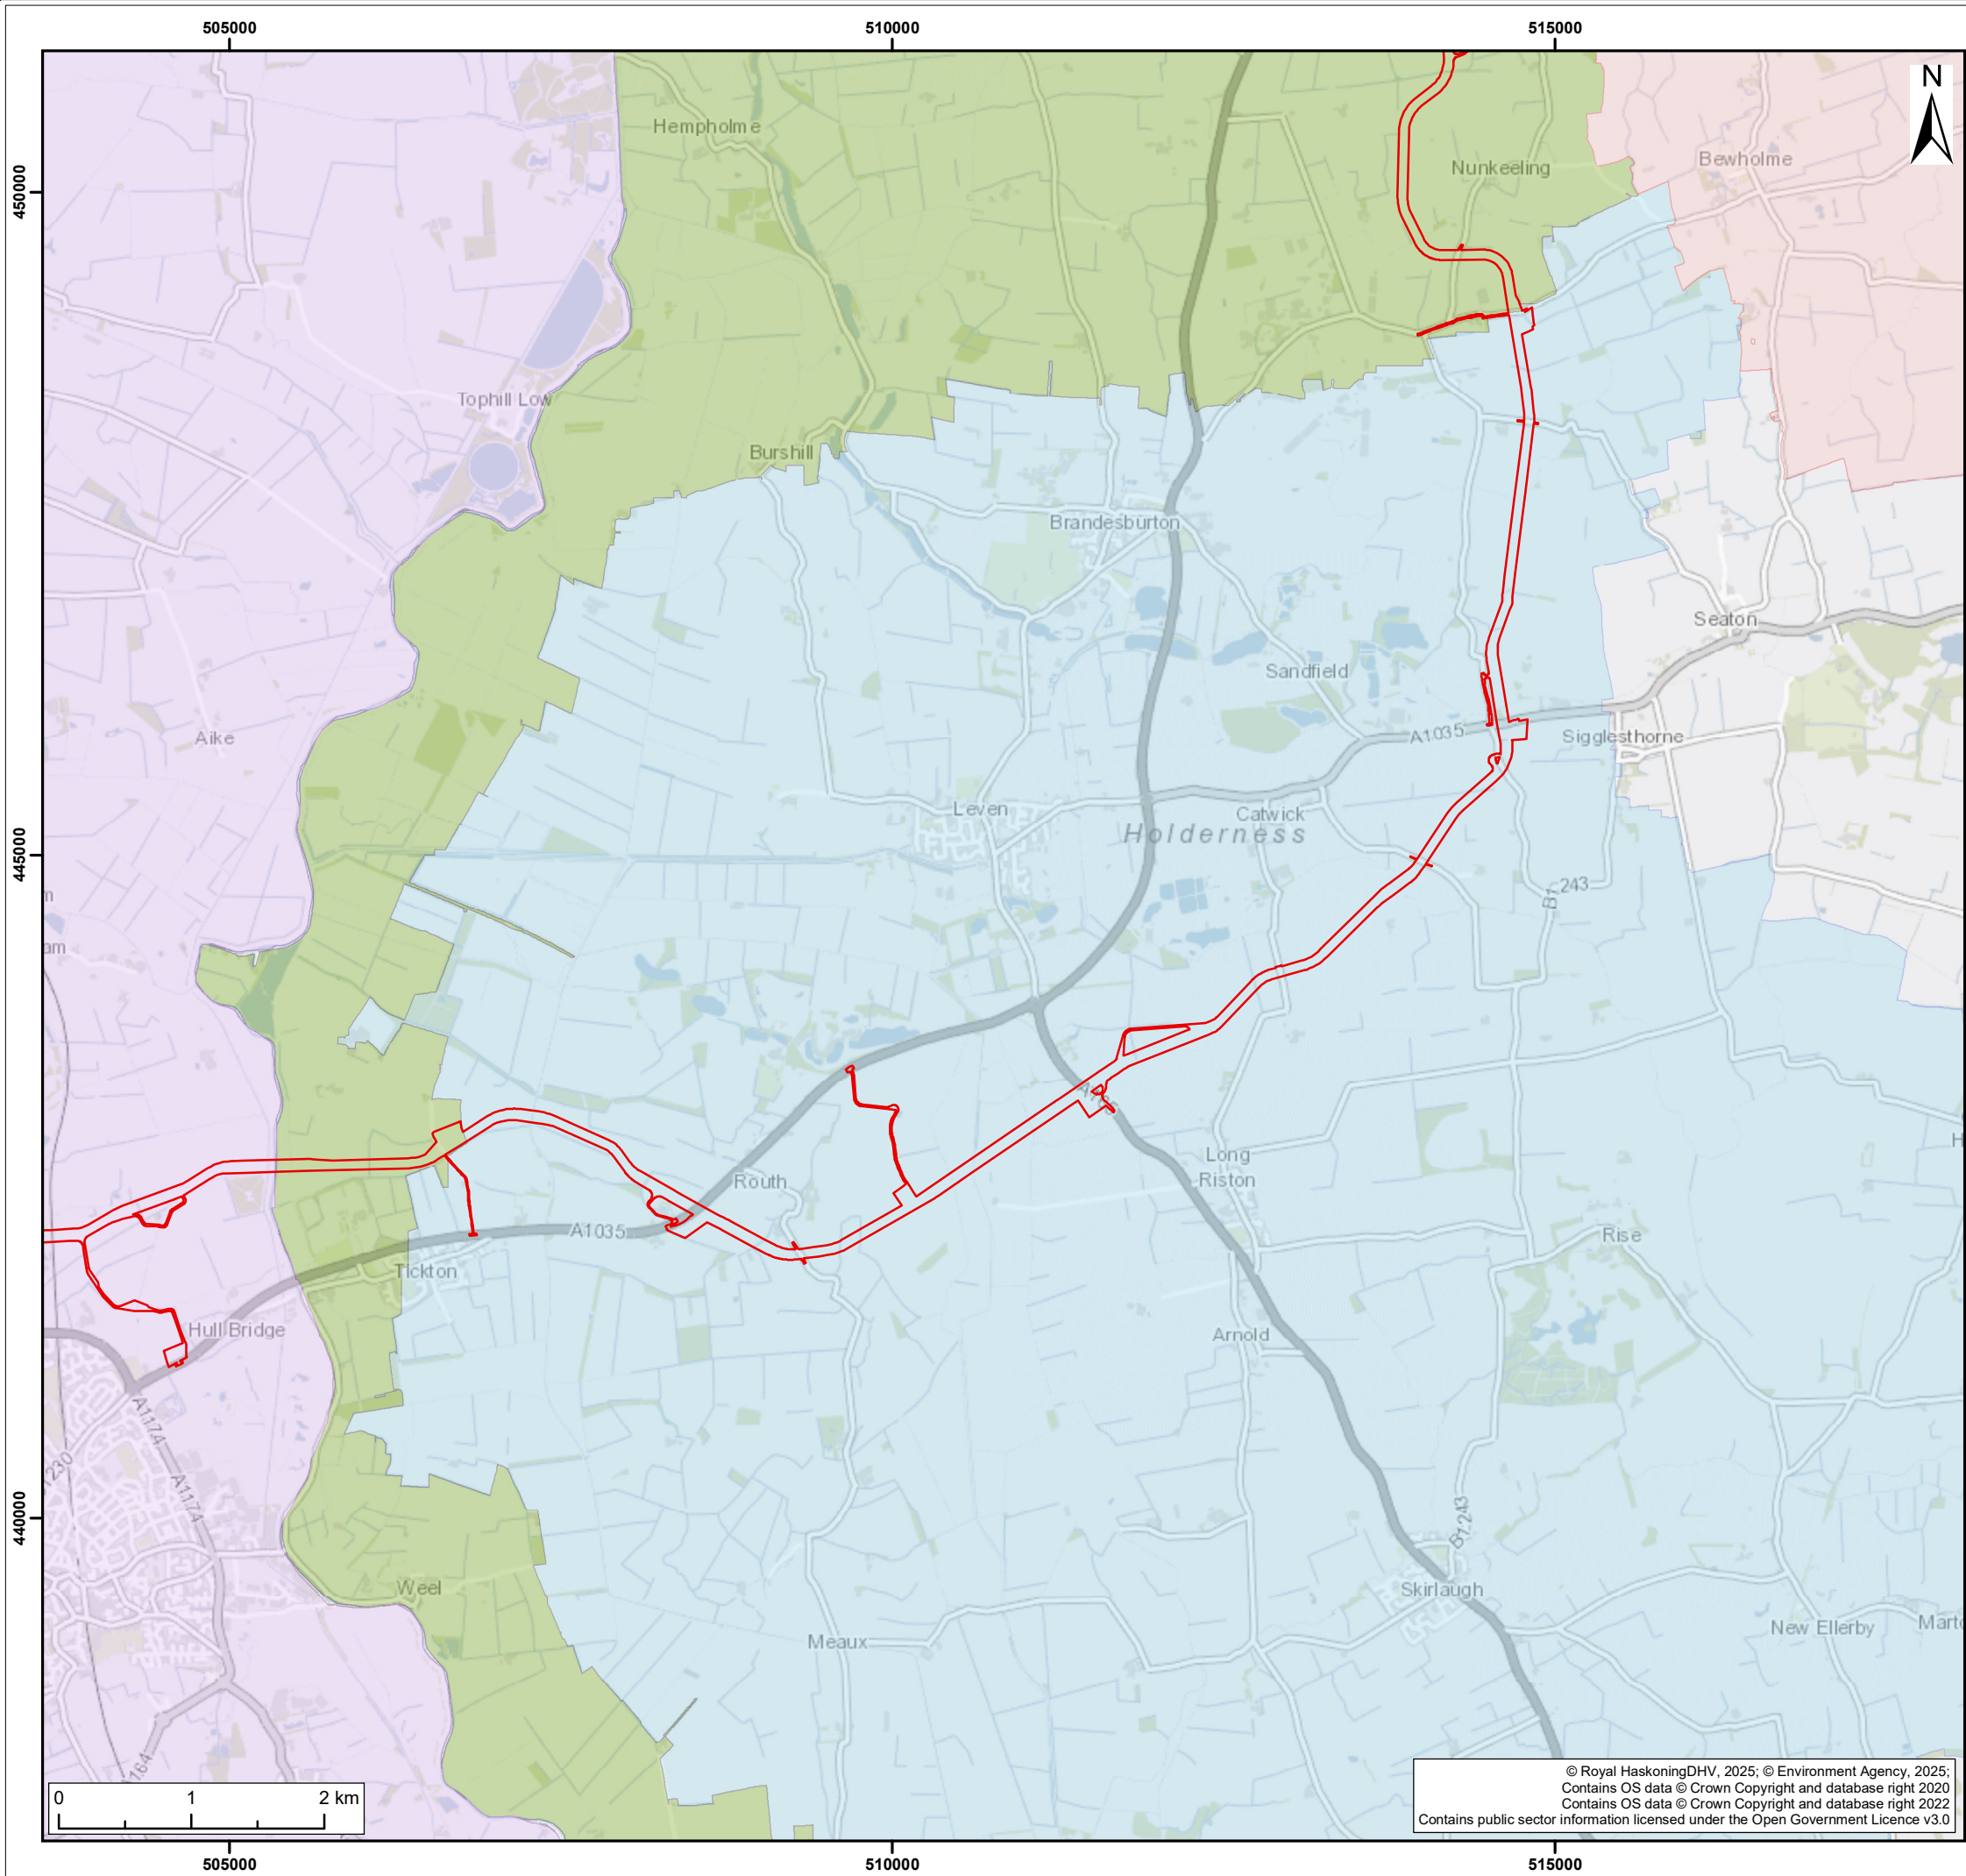 505000
510000
515000
N
450000
Hempholme
Nunkeeling
Bewholme
Tophill Low
Burshill
Brandesburton
Seaton
Sandfield
Aike
A1035
Sigglesthorne
Leven
Catwick
Holderness
445000
Long
Riston
Routh
A1035
Rise
Tickton
Hull Bridge
Arnold
A1174
A1174
440000
Weel
Skirlaugh
Meaux
New Ellerby
0
1
2 km
© Royal HaskoningDHV, 2025; © Environment Agency, 2025;
Contains OS data © Crown Copyright and database right 2020
Contains OS data © Crown Copyright and database right 2022
Contains public sector information licensed under the Open Government Licence v3.0
505000
510000
515000